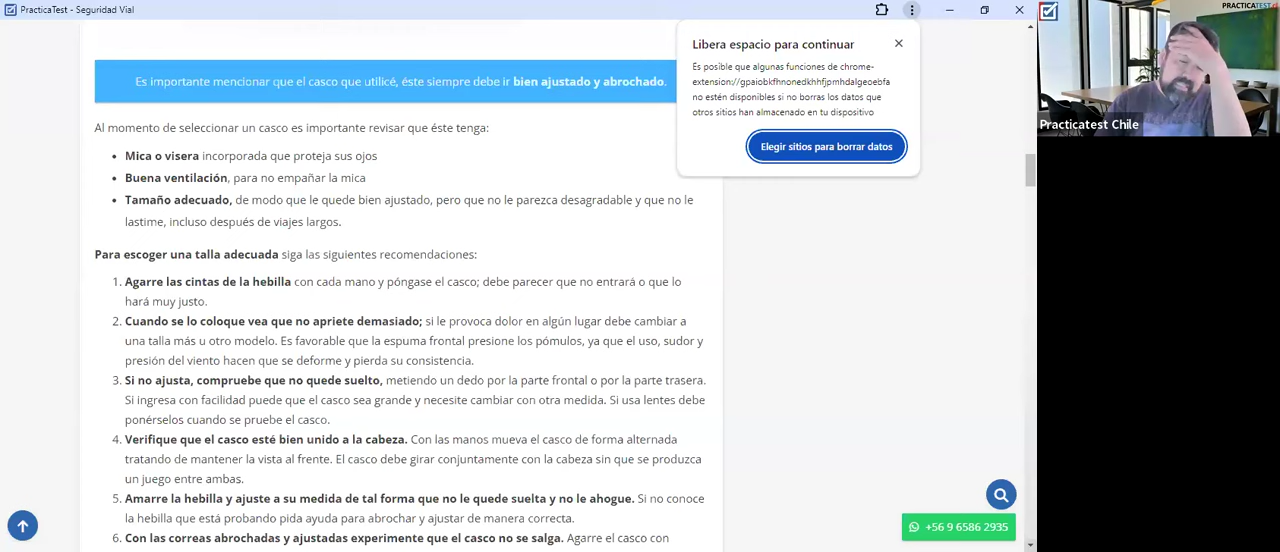 PracticaTest - Seguridad Vial
Libera espacio para continuar
Es posible que algunas funciones de chrome-
extension://gpaiobkfhnonedkhhfjpmhdalgeoebfa
no estén disponibles si no borras los datos que
otros sitios han almacenado en tu dispositivo
Elegir sitios para borrar datos
PRACTICATEST
Practicatest Chile
Es importante mencionar que el casco que utilicé, éste siempre debe ir bien ajustado y abrochado.
Al momento de seleccionar un casco es importante revisar que éste tenga:
• Mica o visera incorporada que proteja sus ojos
• Buena ventilación, para no empañar la mica
• Tamaño adecuado, de modo que le quede bien ajustado, pero que no le parezca desagradable y que no le
lastime, incluso después de viajes largos.
Para escoger una talla adecuada siga las siguientes recomendaciones:
1. Agarre las cintas de la hebilla con cada mano y póngase el casco; debe parecer que no entrará o que lo
hará muy justo.
2. Cuando se lo coloque vea que no apriete demasiado; si le provoca dolor en algún lugar debe cambiar a
una talla más u otro modelo. Es favorable que la espuma frontal presione los pómulos, ya que el uso, sudor y
presión del viento hacen que se deforme y pierda su consistencia.
3. Si no ajusta, compruebe que no quede suelto, metiendo un dedo por la parte frontal o por la parte trasera.
Si ingresa con facilidad puede que el casco sea grande y necesite cambiar con otra medida. Si usa lentes debe
ponérselos cuando se pruebe el casco.
4. Verifique que el casco esté bien unido a la cabeza. Con las manos mueva el casco de forma alternada
tratando de mantener la vista al frente. El casco debe girar conjuntamente con la cabeza sin que se produzca
un juego entre ambas.
5. Amarre la hebilla y ajuste a su medida de tal forma que no le quede suelta y no le ahogue. Si no conoce
la hebilla que está probando pida ayuda para abrochar y ajustar de manera correcta.
6. Con las correas abrochadas y ajustadas experimente que el casco no se salga. Agarre el casco con
+56 9 6586 2935